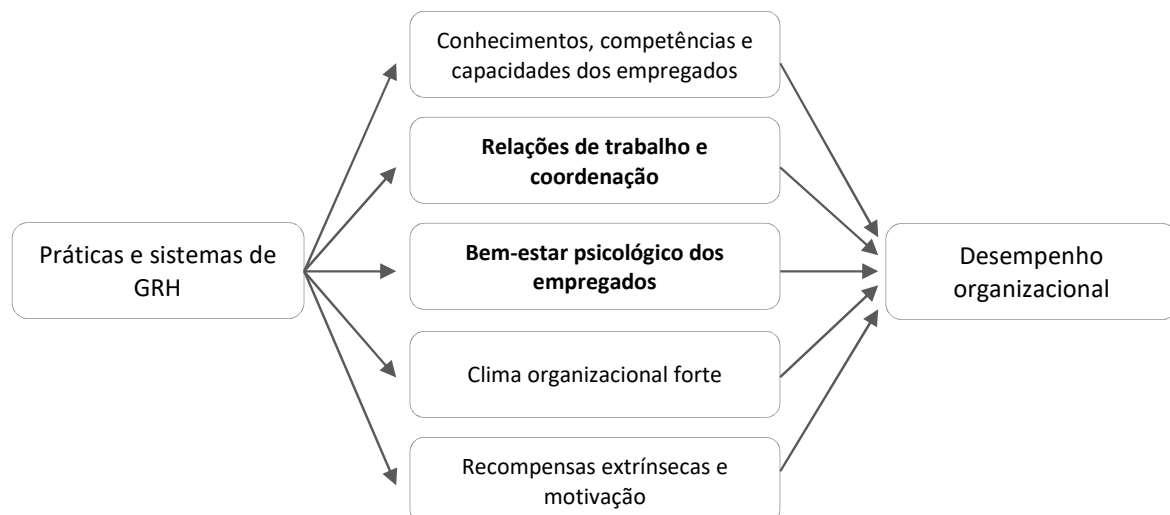 Conhecimentos, competências e
capacidades dos empregados
Relações de trabalho e
coordenação
Práticas e sistemas de
GRH
Bem-estar psicológico dos
empregados
Desempenho
organizacional
Clima organizacional forte
Recompensas extrínsecas e
motivação